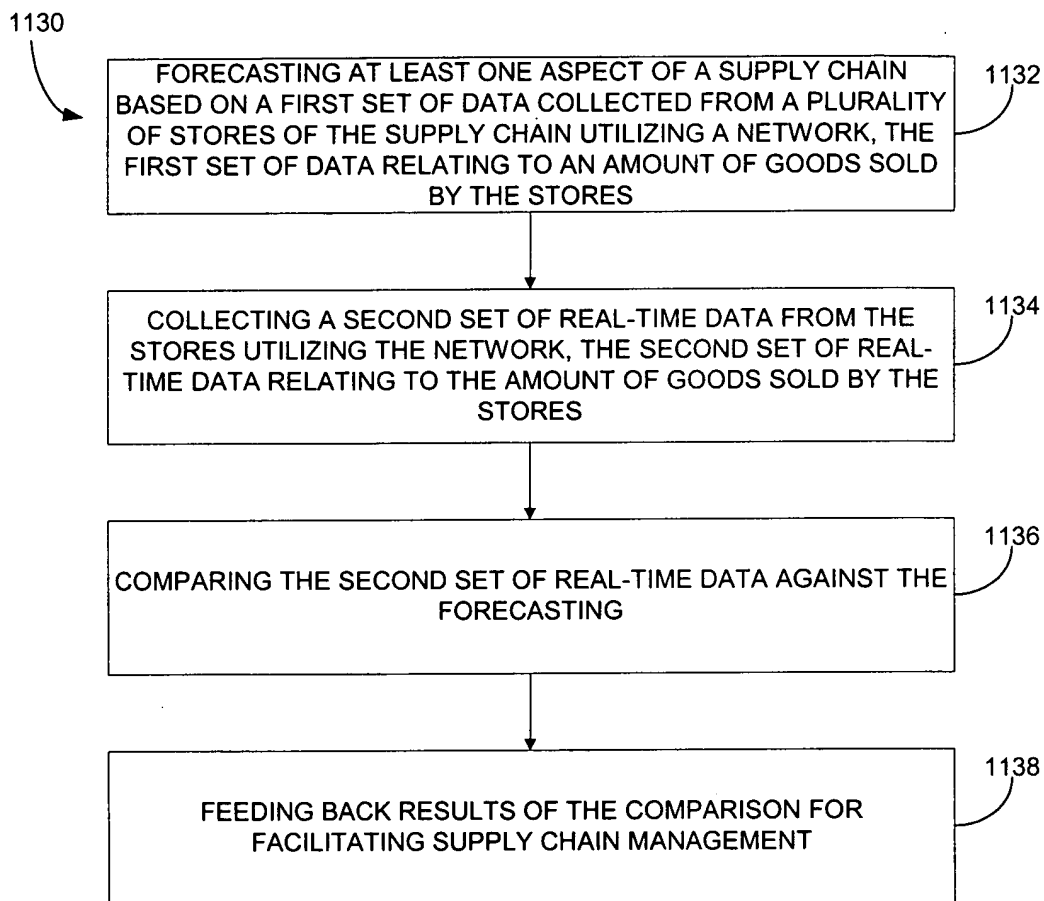 1130
FORECASTING AT LEAST ONE ASPECT OF A SUPPLY CHAIN
BASED ON A FIRST SET OF DATA COLLECTED FROM A PLURALITY
OF STORES OF THE SUPPLY CHAIN UTILIZING A NETWORK, THE
FIRST SET OF DATA RELATING TO AN AMOUNT OF GOODS SOLD
BY THE STORES
1132
COLLECTING A SECOND SET OF REAL-TIME DATA FROM THE
STORES UTILIZING THE NETWORK, THE SECOND SET OF REAL-
TIME DATA RELATING TO THE AMOUNT OF GOODS SOLD BY THE
STORES
1134
COMPARING THE SECOND SET OF REAL-TIME DATA AGAINST THE
FORECASTING
1136
FEEDING BACK RESULTS OF THE COMPARISON FOR
FACILITATING SUPPLY CHAIN MANAGEMENT
1138